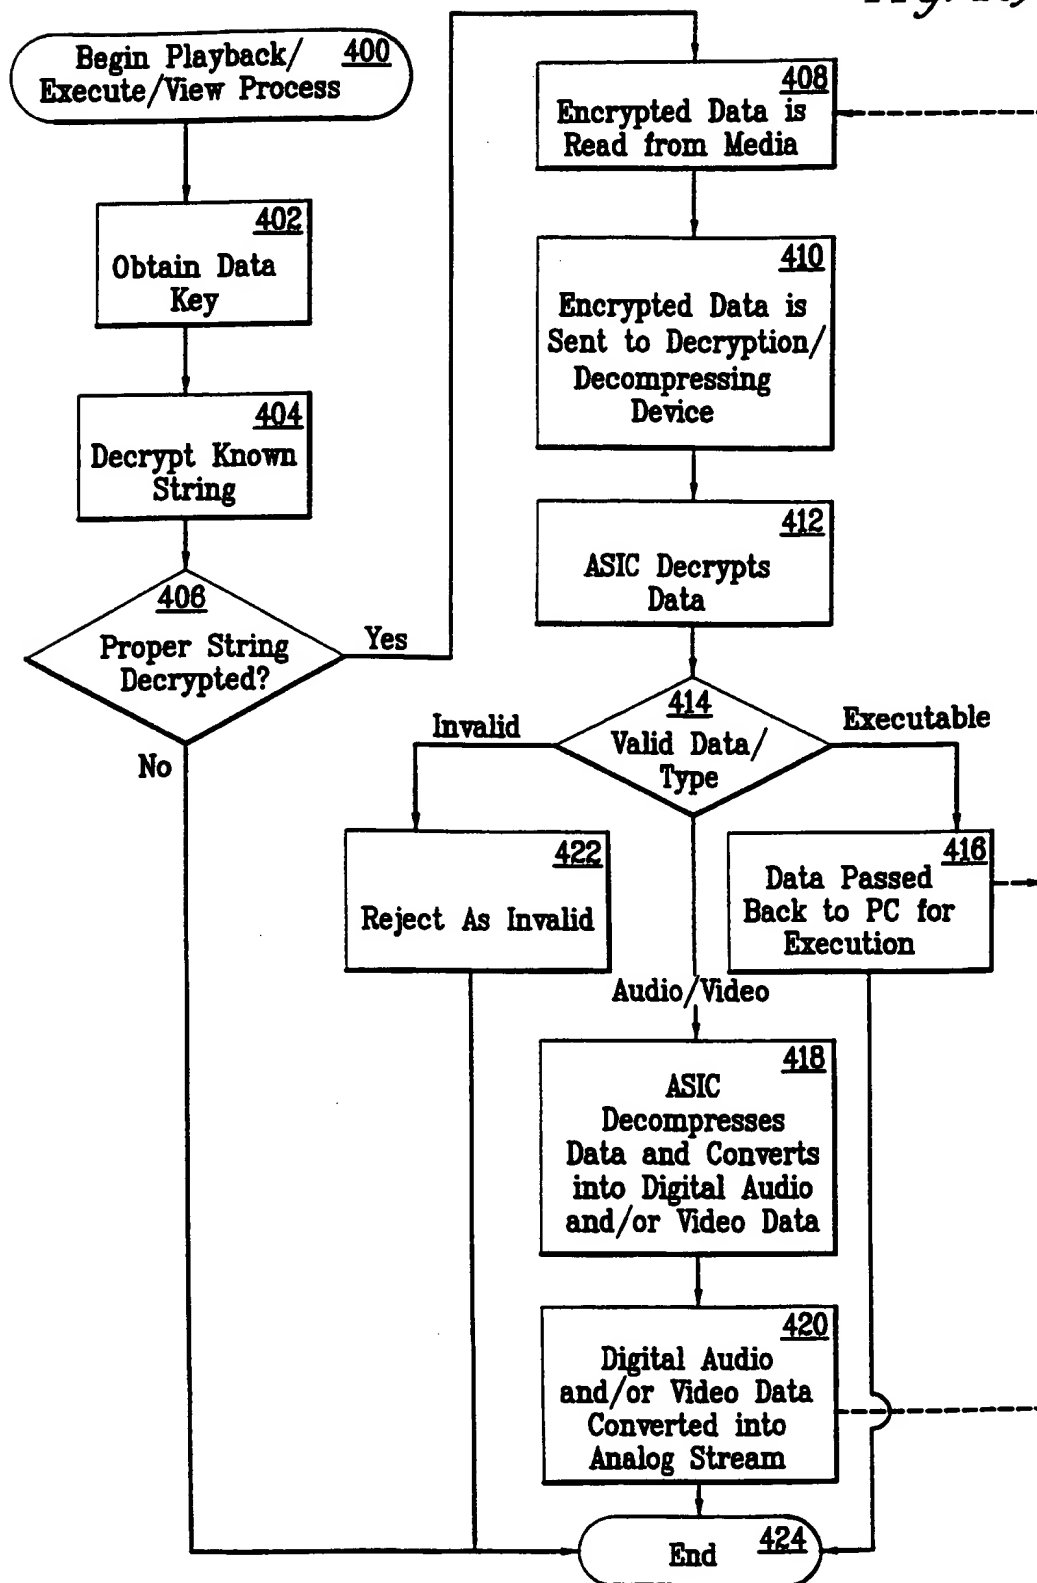 Begin Playback/ 400
Execute/View Process
402
Obtain Data
Key
404
Decrypt Known
String
406
Proper String
Decrypted?
Yes
No
408
Encrypted Data is
Read from Media
410
Encrypted Data is
Sent to Decryption/
Decompressing
Device
412
ASIC Decrypts
Data
414
Valid Data/
Type
Invalid
Executable
422
Reject As Invalid
416
Data Passed
Back to PC for
Execution
Audio/Video
418
ASIC
Decompresses
Data and Converts
into Digital Audio
and/or Video Data
420
Digital Audio
and/or Video Data
Converted into
Analog Stream
End 424